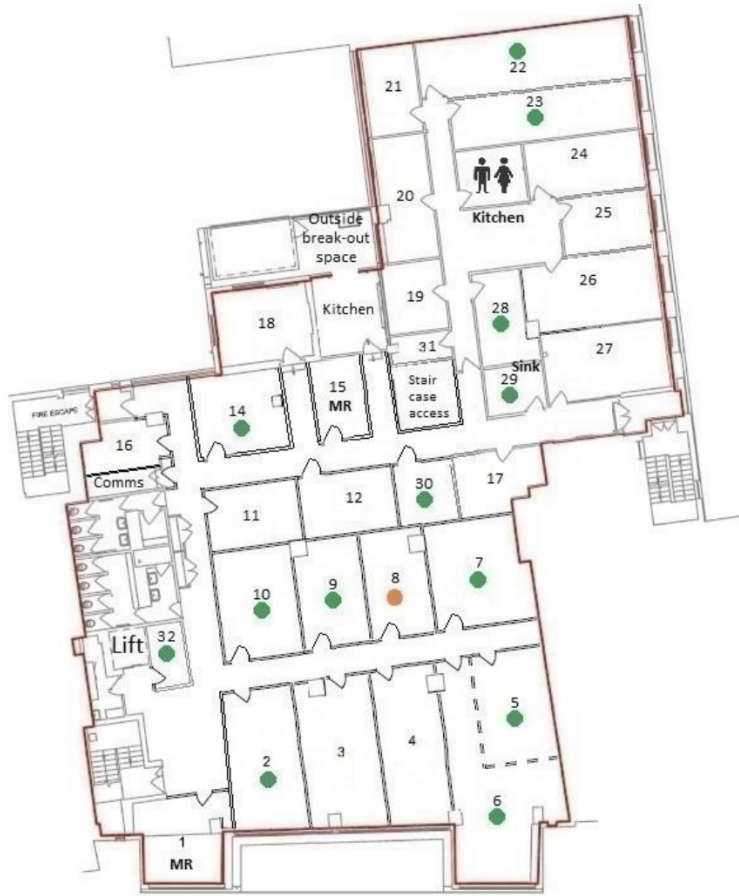 22
21
23
24
20
Outside
break-out
space
Kitchen
25
26
19
28
Kitchen
18
27
31
Sink
15
MR
Stair
case
access
29
14
FIRE ESCAPE
16
Comms
17
30
12
11
7
8
9
10
Lift
32
5
2
3
4
6
1
MR